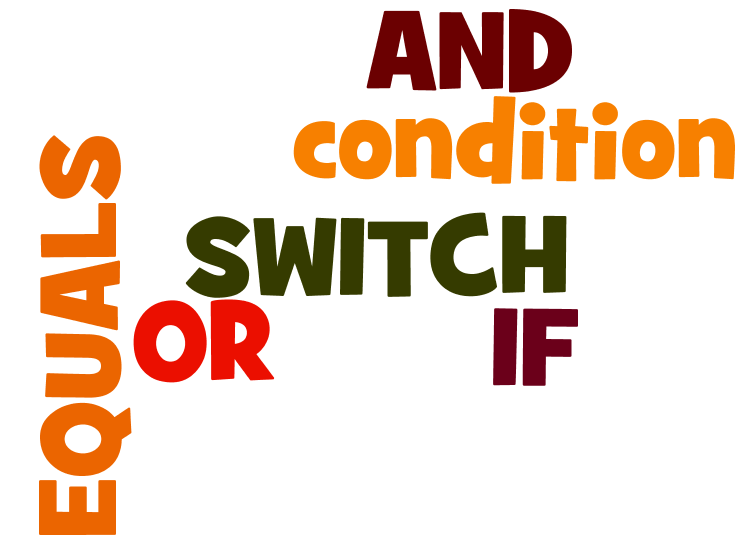 AND
condition
EQUALS
SWITCH
OR
IF